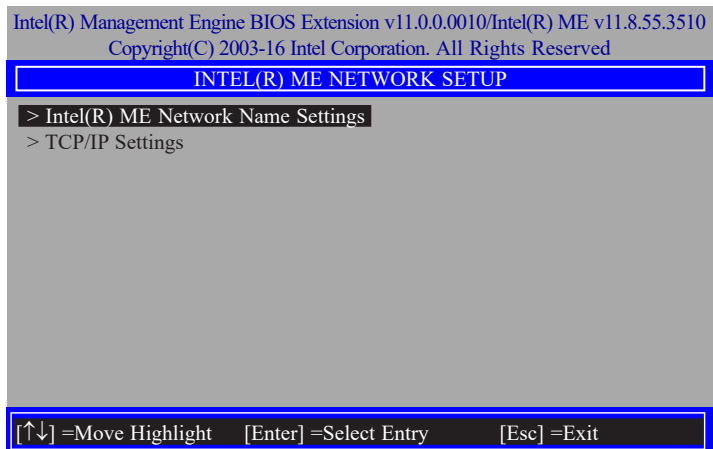 Intel(R) Management Engine BIOS Extension v11.0.0.0010/Intel(R) ME v11.8.55.3510
Copyright(C) 2003-16 Intel Corporation. All Rights Reserved
INTEL(R) ME NETWORK SETUP
> Intel(R) ME Network Name Settings
> TCP/IP Settings
[↑↓] =Move Highlight [Enter] =Select Entry [Esc] =Exit